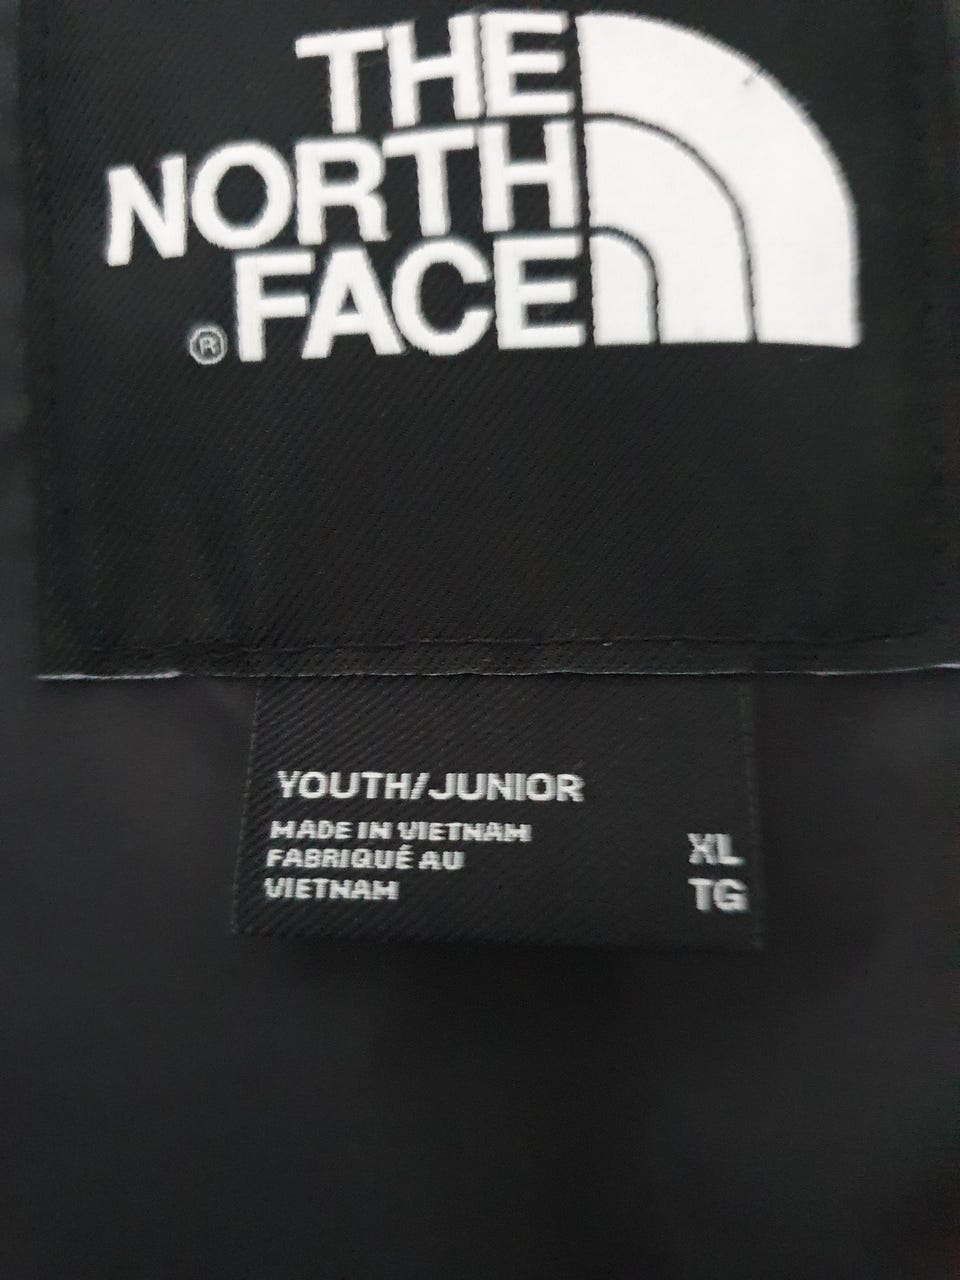 THE
NORTH
FACE
®
YOUTH/JUNIOR
MADE IN VIETNAM
FABRIQUÉ AU
VIETNAM
XL
TG